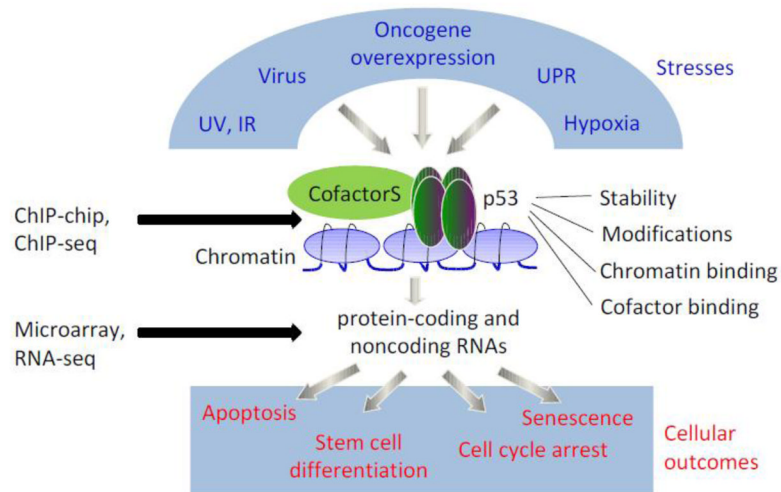 Oncogene
overexpression
Virus
UPR
Stresses
UV, IR
Hypoxia
CofactorS
p53
Stability
Modifications
Chromatin binding
Cofactor binding
ChIP-chip,
ChIP-seq
Chromatin
Microarray,
RNA-seq
protein-coding and
noncoding RNAs
Apoptosis
Senescence
Stem cell
differentiation
Cell cycle arrest
Cellular
outcomes